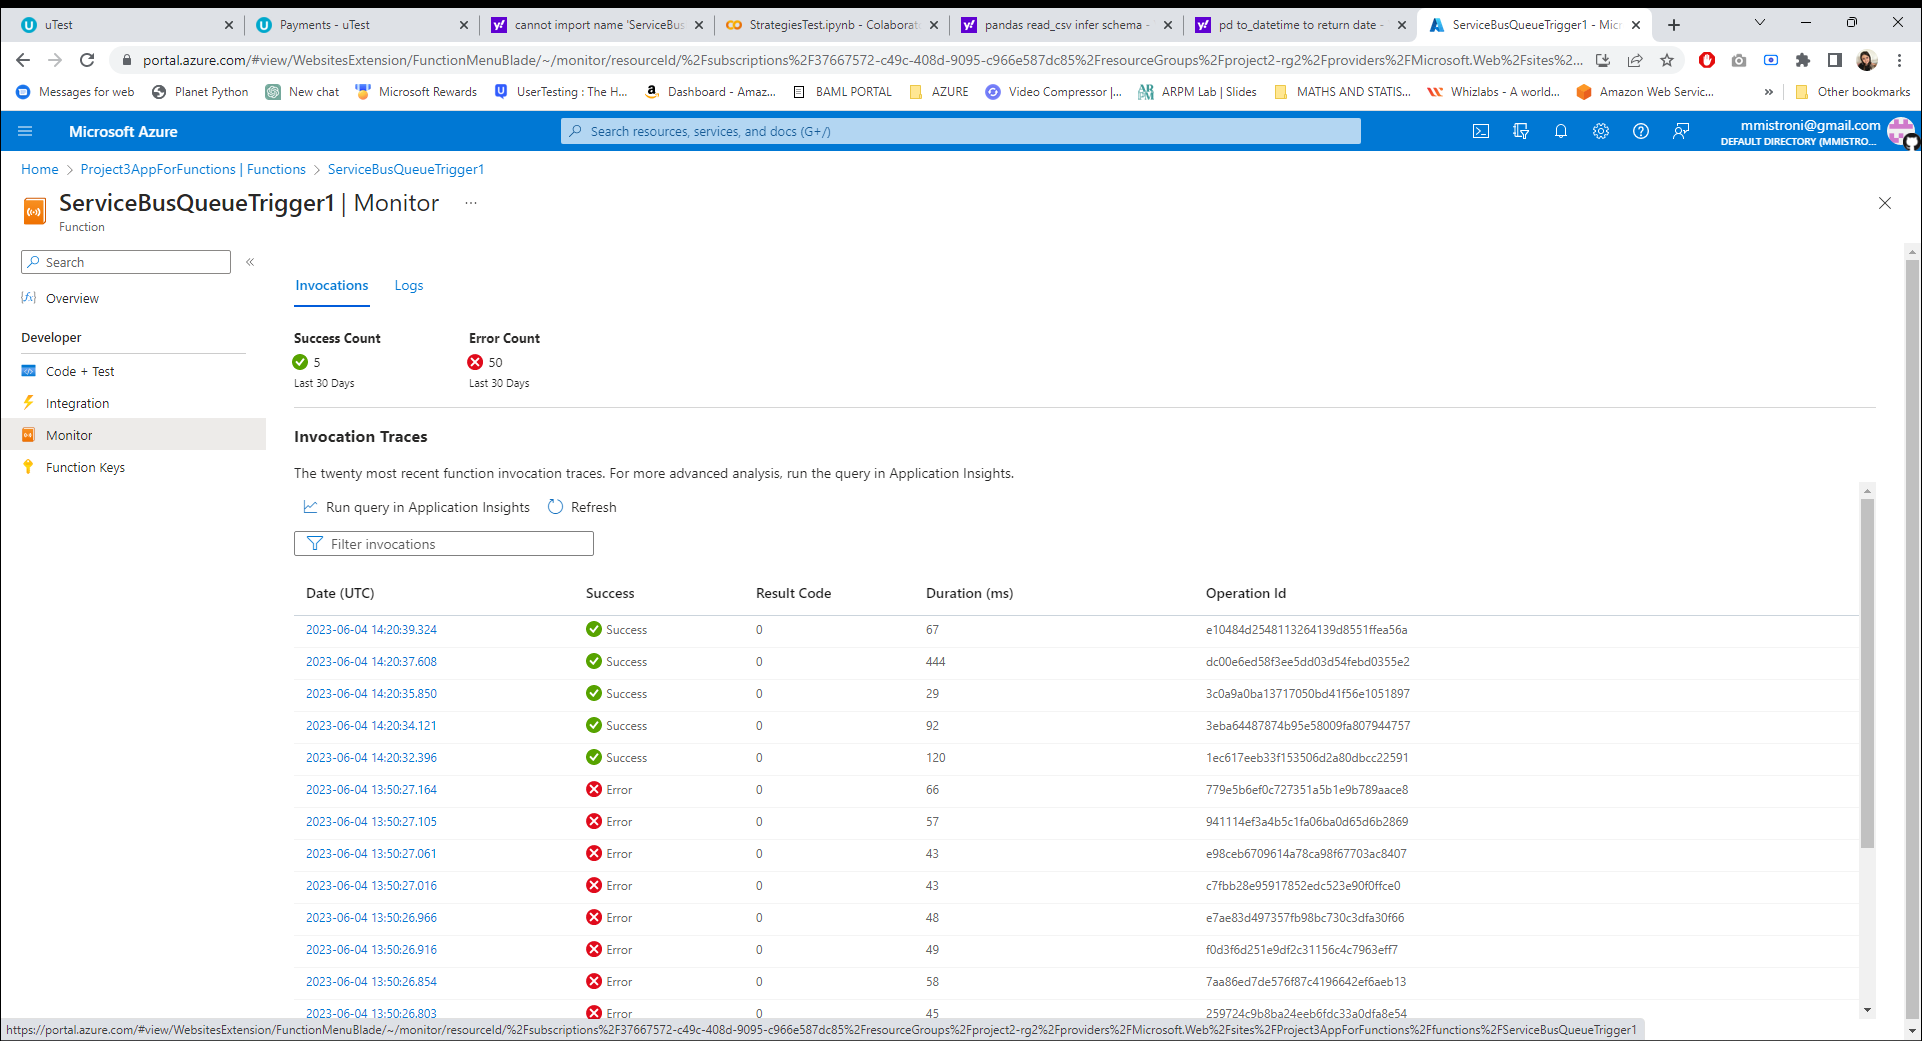 uTest
Payments - uTest
cannot import name 'ServiceBus
StrategiesTest.ipynb - Colaborat
pandas read_csv infer schema -
pd to_datetime to return date -
ServiceBusQueueTrigger1 - Micr
portal.azure.com/#view/WebsitesExtension/FunctionMenuBlade/~/monitor/resourceId/%2Fsubscriptions%2F37667572-c49c-408d-9095-c966e587dc85%2FresourceGroups%2Fproject2-rg2%2Fproviders%2FMicrosoft.Web%2Fsites%2...
Messages for web
Planet Python
New chat
Microsoft Rewards
UserTesting : The H...
Dashboard - Amaz...
BAML PORTAL
AZURE
Video Compressor |...
ARPM Lab | Slides
MATHS AND STATIS...
Whizlabs - A world...
Amazon Web Servic...
»
Other bookmarks
Microsoft Azure
Search resources, services, and docs (G+/)
mmistroni@gmail.com
DEFAULT DIRECTORY (MMISTRO...
Home > Project3AppForFunctions | Functions > ServiceBusQueueTrigger1
ServiceBusQueueTrigger1 | Monitor ...
Function
Search
«
Overview
Developer
Code + Test
Integration
Monitor
Function Keys
Invocations Logs
Success Count Error Count
5 50
Last 30 Days Last 30 Days
Invocation Traces
The twenty most recent function invocation traces. For more advanced analysis, run the query in Application Insights.
Run query in Application Insights Refresh
Filter invocations
Date (UTC) Success Result Code Duration (ms) Operation Id
2023-06-04 14:20:39.324 Success 0 67 e10484d2548113264139d8551ffea56a
2023-06-04 14:20:37.608 Success 0 444 dc00e6ed58f3ee5dd03d54febd0355e2
2023-06-04 14:20:35.850 Success 0 29 3c0a9a0ba13717050bd41f56e1051897
2023-06-04 14:20:34.121 Success 0 92 3eba64487874b95e58009fa807944757
2023-06-04 14:20:32.396 Success 0 120 1ec617eeb33f153506d2a80dbcc22591
2023-06-04 13:50:27.164 Error 0 66 779e5b6ef0c727351a5b1e9b789aace8
2023-06-04 13:50:27.105 Error 0 57 941114ef3a4b5c1fa06ba0d65d6b2869
2023-06-04 13:50:27.061 Error 0 43 e98ceb6709614a78ca98f67703ac8407
2023-06-04 13:50:27.016 Error 0 43 c7fbb28e95917852edc523e90f0ffce0
2023-06-04 13:50:26.966 Error 0 48 e7ae83d497357fb98bc730c3dfa30f66
2023-06-04 13:50:26.916 Error 0 49 f0d3f6d251e9df2c31156c4c7963eff7
2023-06-04 13:50:26.854 Error 0 58 7aa86ed7de576f87c4196642ef6aeb13
2023-06-04 13:50:26.803 Error 0 45 259724c9b8ba24eeb6fdc33a0dfa8e54
https://portal.azure.com/#view/WebsitesExtension/FunctionMenuBlade/~/monitor/resourceId/%2Fsubscriptions%2F37667572-c49c-408d-9095-c966e587dc85%2FresourceGroups%2Fproject2-rg2%2Fproviders%2FMicrosoft.Web%2Fsites%2FProject3AppForFunctions%2Ffunctions%2FServiceBusQueueTrigger1